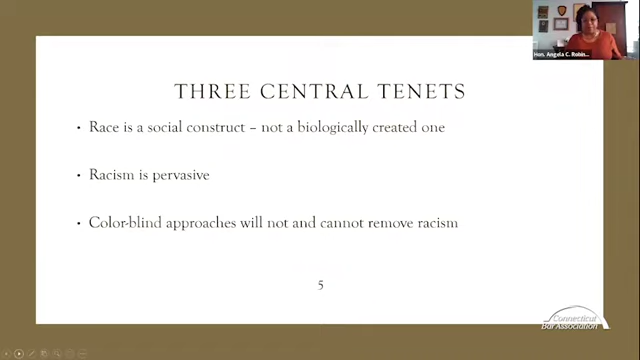 Hon. Angela C. Robin...
THREE CENTRAL TENETS
• Race is a social construct – not a biologically created one
• Racism is pervasive
• Color-blind approaches will not and cannot remove racism
5
Connecticut
Bar Association